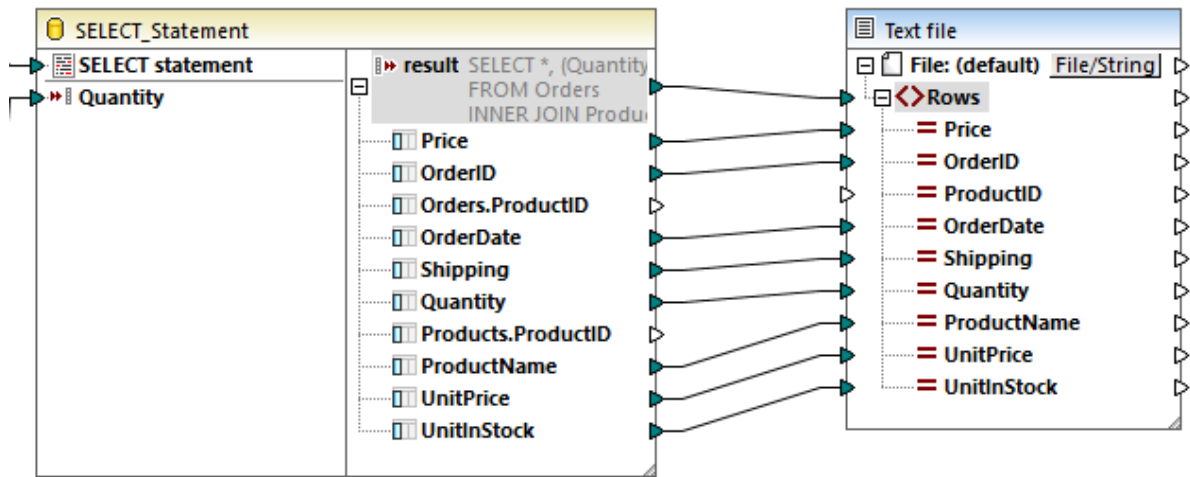 SELECT_Statement
SELECT statement
Quantity
result SELECT *, (Quantity
FROM Orders
INNER JOIN Produ
Price
OrderID
Orders.ProductID
OrderDate
Shipping
Quantity
Products.ProductID
ProductName
UnitPrice
UnitInStock
Text file
File: (default) File/String
Rows
Price
OrderID
ProductID
OrderDate
Shipping
Quantity
ProductName
UnitPrice
UnitInStock